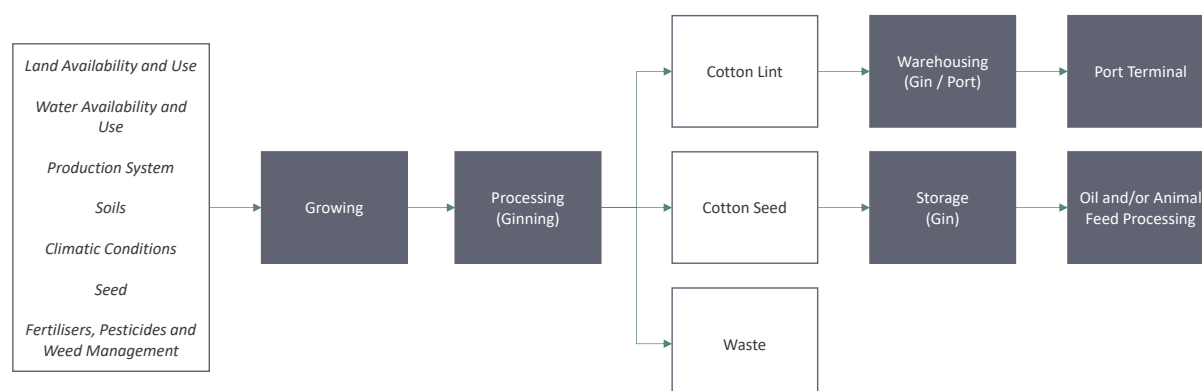 Land Availability and Use
Water Availability and
Use
Production System
Soils
Climatic Conditions
Seed
Fertilisers, Pesticides and
Weed Management
Growing
Processing
(Ginning)
Cotton Lint
Warehousing
(Gin / Port)
Port Terminal
Cotton Seed
Storage
(Gin)
Oil and/or Animal
Feed Processing
Waste